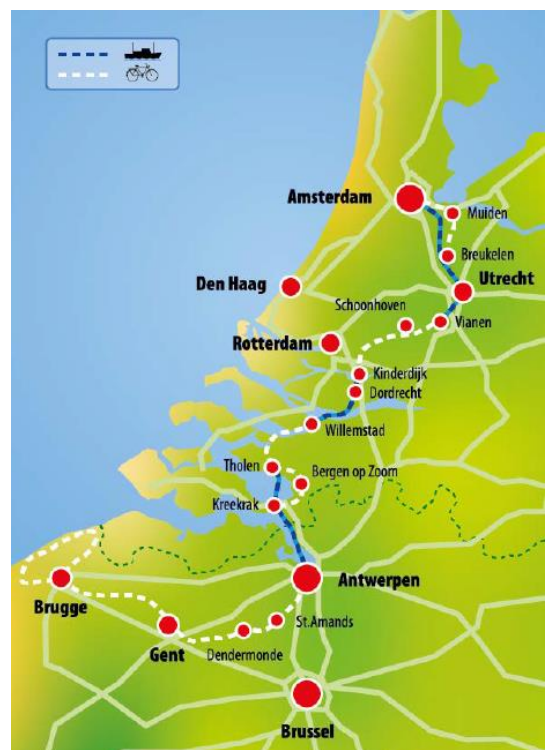 Amsterdam
Muiden
Breukelen
Utrecht
Den Haag
Schoonhoven
Vianen
Rotterdam
Kinderdijk
Dordrecht
Willemstad
Tholen
Bergen op Zoom
Kreekrak
Antwerpen
Brugge
St.Amands
Gent
Dendermonde
Brussel